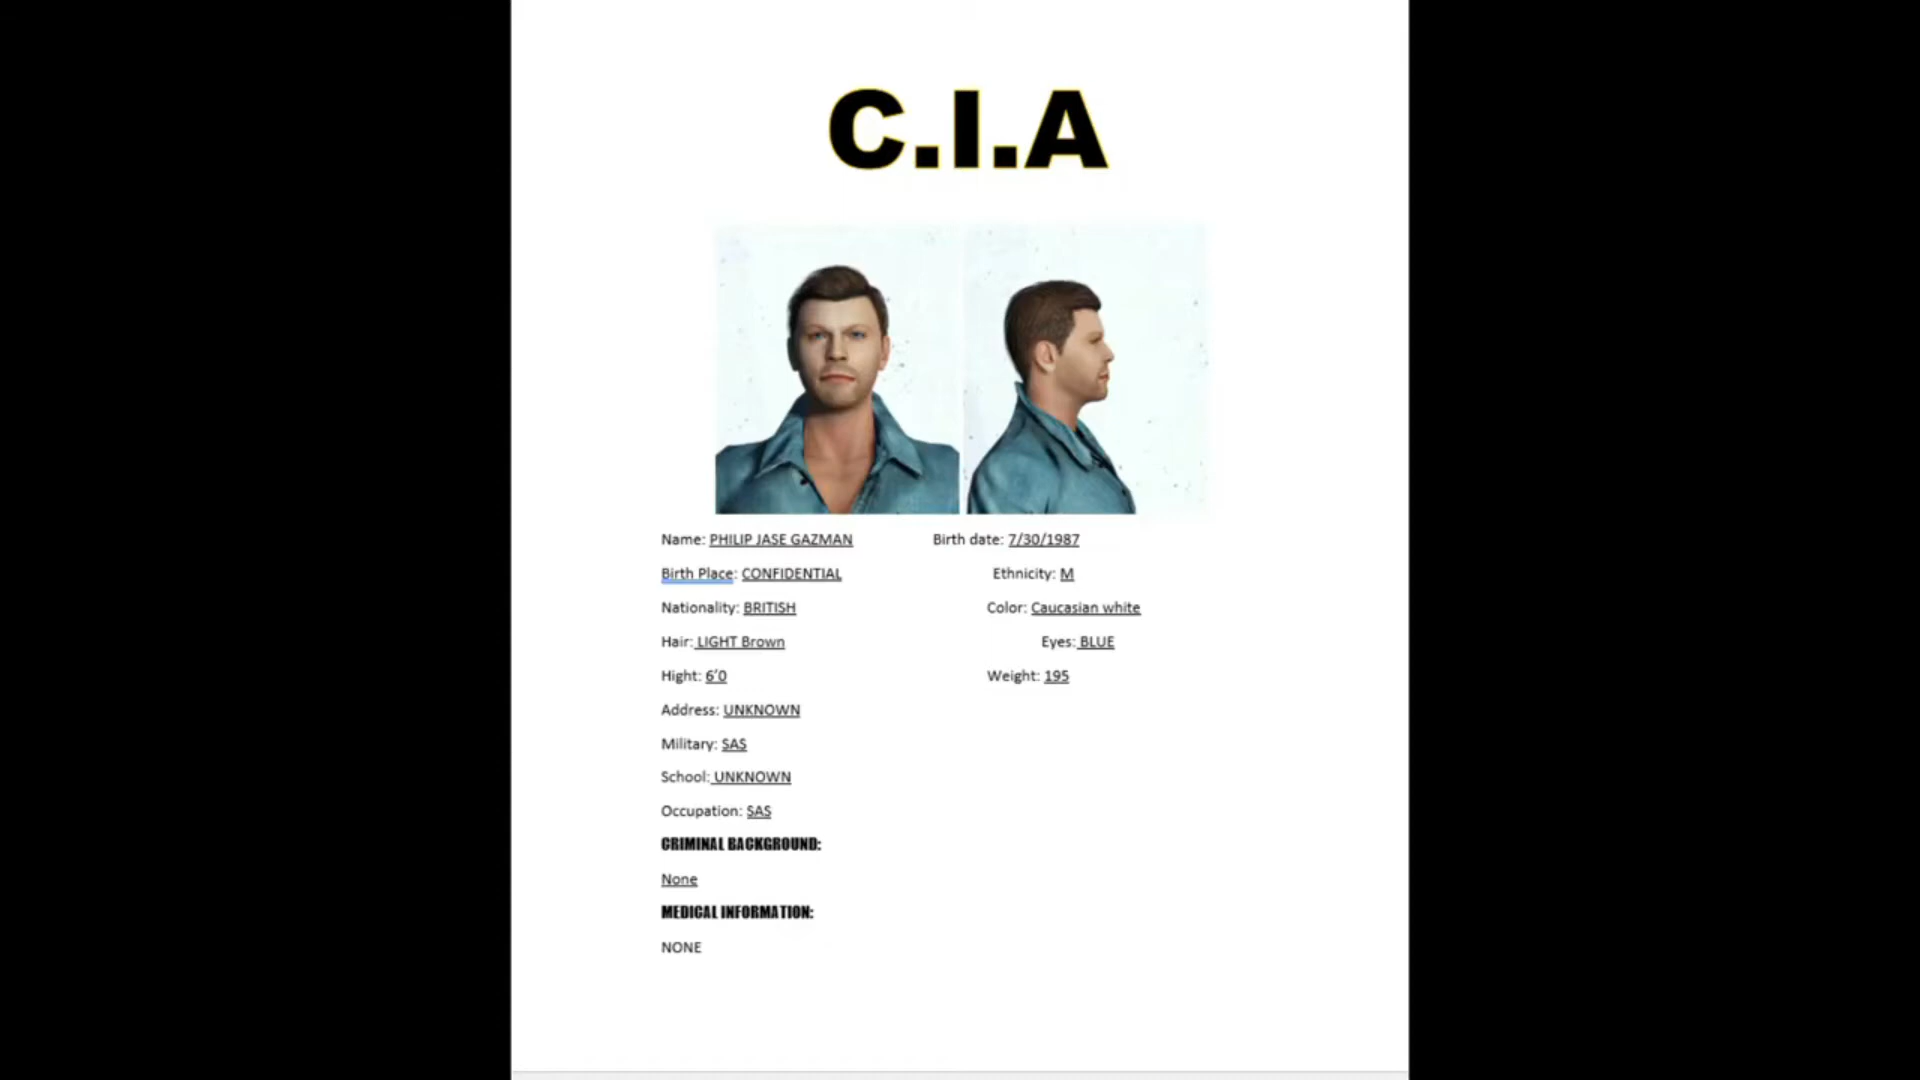 C.I.A
Name: PHILIP JASE GAZMAN Birth date: 7/30/1987
Birth Place: CONFIDENTIAL Ethnicity: M
Nationality: BRITISH Color: Caucasian white
Hair: LIGHT Brown Eyes: BLUE
Hight: 6'0 Weight: 195
Address: UNKNOWN
Military: SAS
School: UNKNOWN
Occupation: SAS
CRIMINAL BACKGROUND:
None
MEDICAL INFORMATION:
NONE